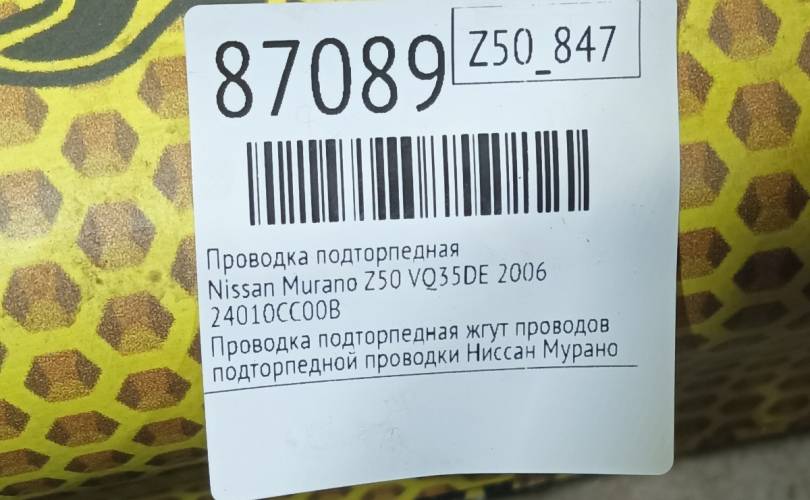 87089
Z50_847
Проводка подторпедная
Nissan Murano Z50 VQ35DE 2006
24010CC00B
Проводка подторпедная жгут проводов
подторпедной проводки Ниссан Мурано